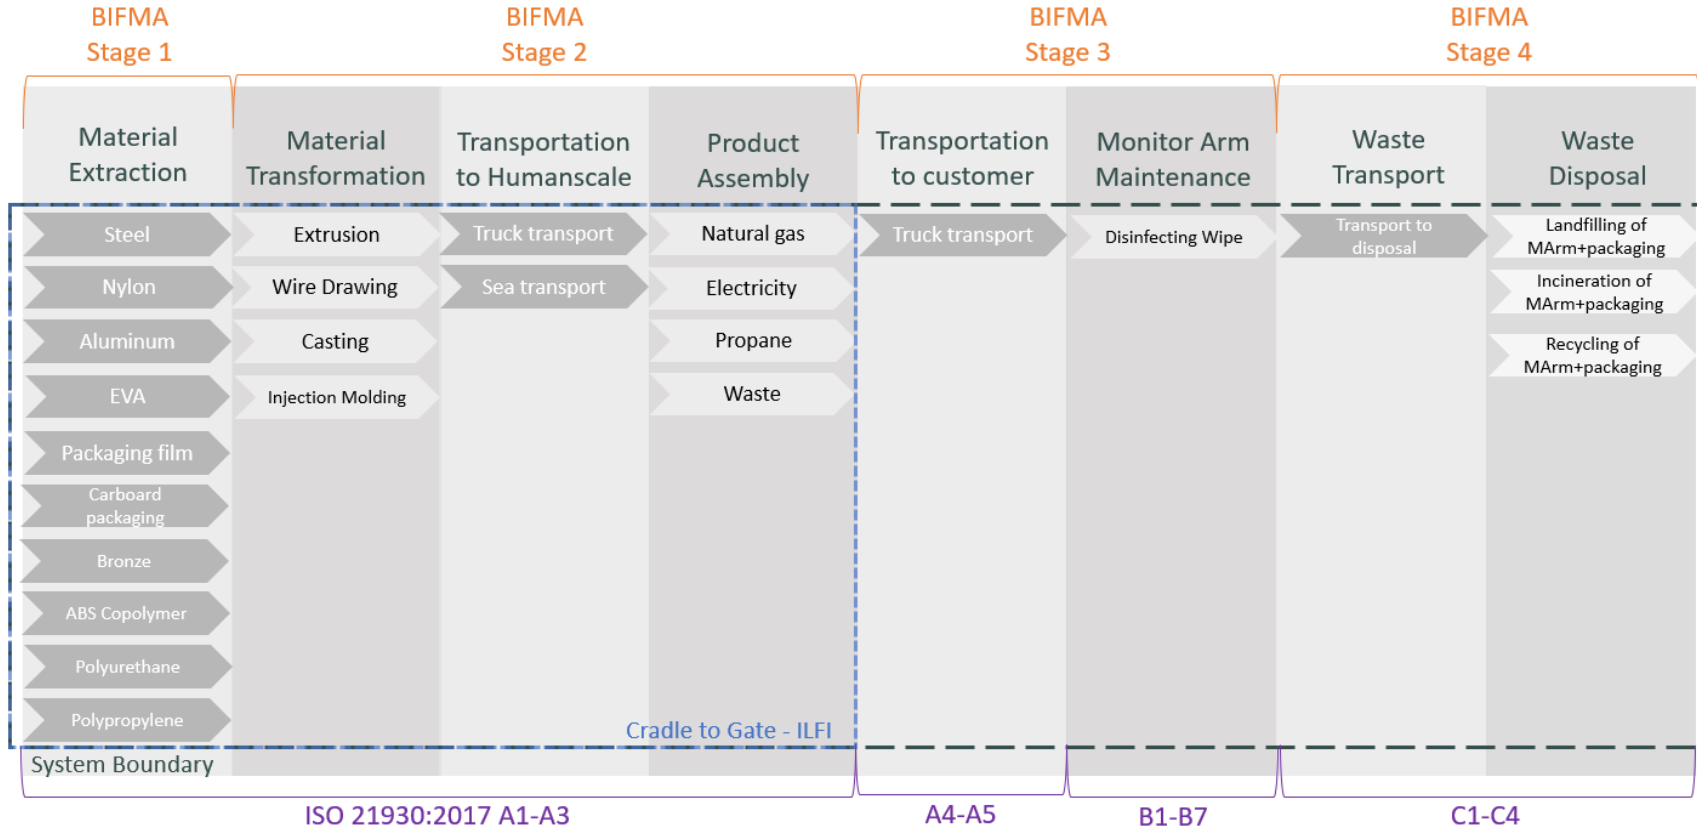 BIFMA
Stage 1
BIFMA
Stage 2
BIFMA
Stage 3
BIFMA
Stage 4
Material
Extraction
Material
Transformation
Transportation
to Humanscale
Product
Assembly
Transportation
to customer
Monitor Arm
Maintenance
Waste
Transport
Waste
Disposal
Steel
Nylon
Aluminum
EVA
Packaging film
Carboard
packaging
Bronze
ABS Copolymer
Polyurethane
Polypropylene
Extrusion
Wire Drawing
Casting
Injection Molding
Truck transport
Sea transport
Natural gas
Electricity
Propane
Waste
Truck transport
Disinfecting Wipe
Transport to
disposal
Landfilling of
MArm+packaging
Incineration of
MArm+packaging
Recycling of
MArm+packaging
Cradle to Gate - ILFI
System Boundary
ISO 21930:2017 A1-A3
A4-A5
B1-B7
C1-C4